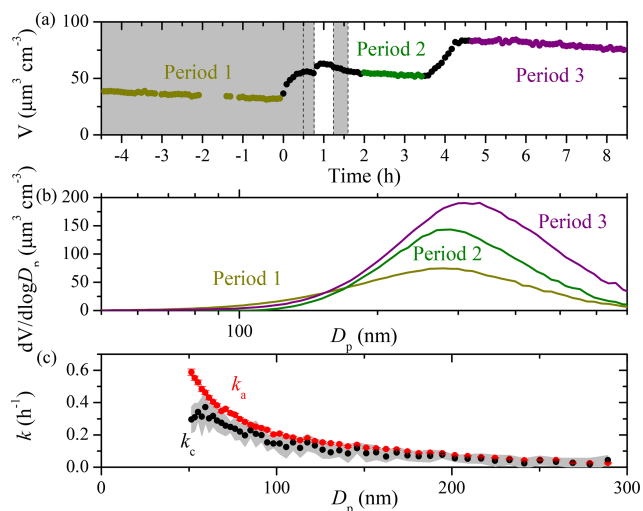 (a)
V (µm³ cm⁻³)
100
50
0
Period 1
Period 2
Period 3
-4 -3 -2 -1 0 1 2 3 4 5 6 7 8
Time (h)
(b)
dV/dlogDp (µm³ cm⁻³)
200
150
100
50
0
Period 1
Period 2
Period 3
100
Dp (nm)
(c)
k (h⁻¹)
0.6
0.4
0.2
0.0
ka
kc
0 100 200 300
Dp (nm)